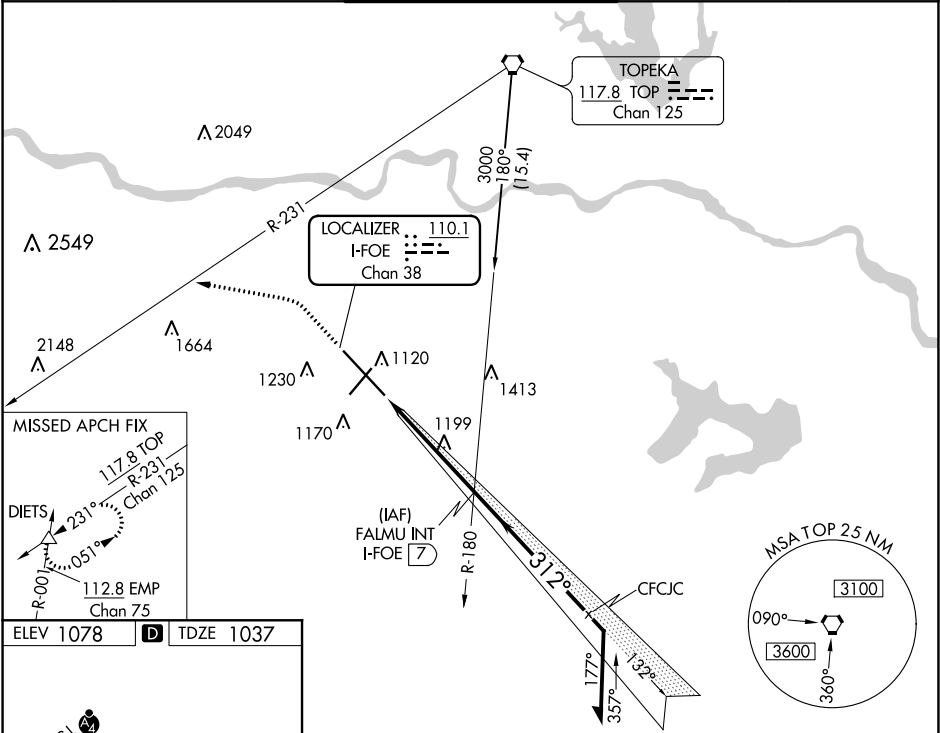 TOPEKA
117.8 TOP
Chan 125
2049
3000
180°
(15.4)
R-231
LOCALIZER 110.1
I-FOE
Chan 38
2549
2148
1664
1230
1120
1413
1170
1199
MISSED APCH FIX
117.8 TOP
R-231
Chan 125
DIETS
231°
051°
R-001
112.8 EMP
Chan 75
(IAF)
FALMU INT
I-FOE 7
R-180
312°
CFCJC
177°
357°
132°
MSA TOP 25 NM
3100
090°
3600
360°
ELEV 1078 D TDZE 1037
A4